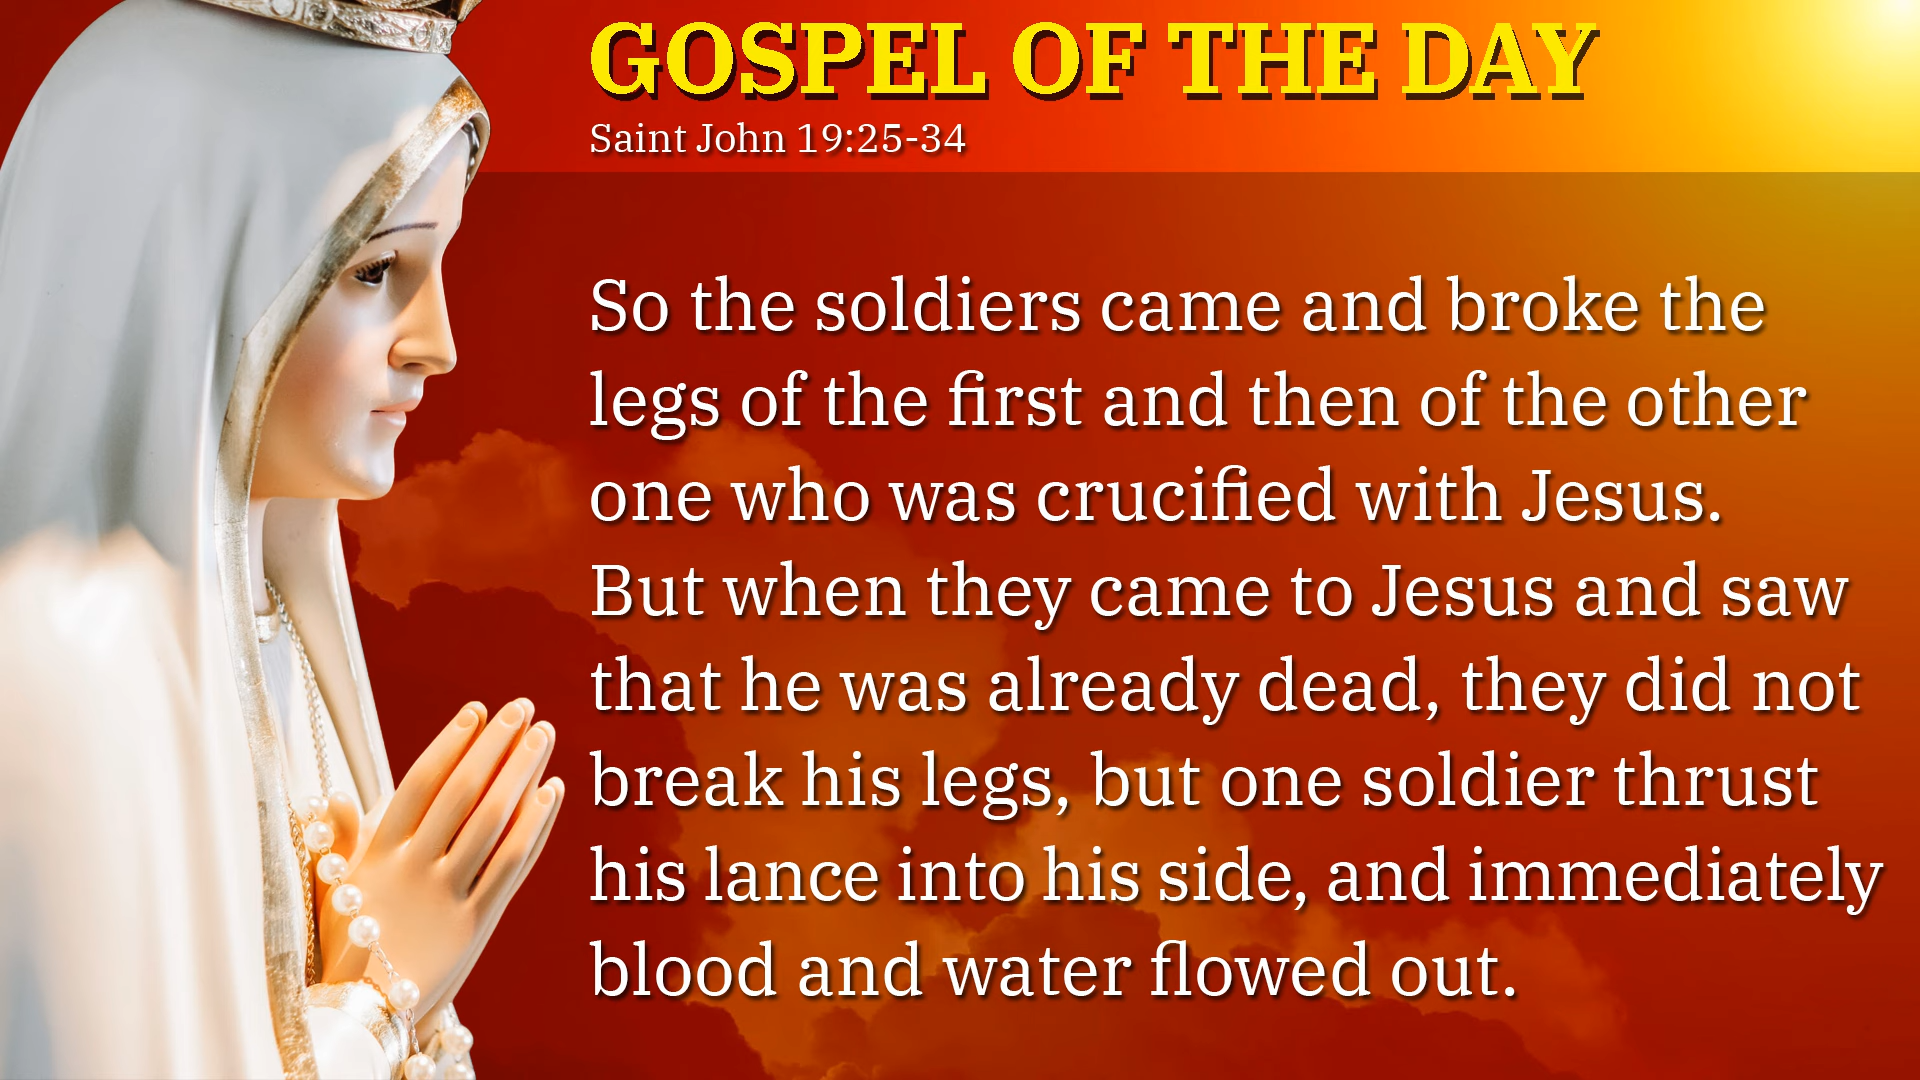 GOSPEL OF THE DAY
Saint John 19:25-34
So the soldiers came and broke the
legs of the first and then of the other
one who was crucified with Jesus.
But when they came to Jesus and saw
that he was already dead, they did not
break his legs, but one soldier thrust
his lance into his side, and immediately
blood and water flowed out.